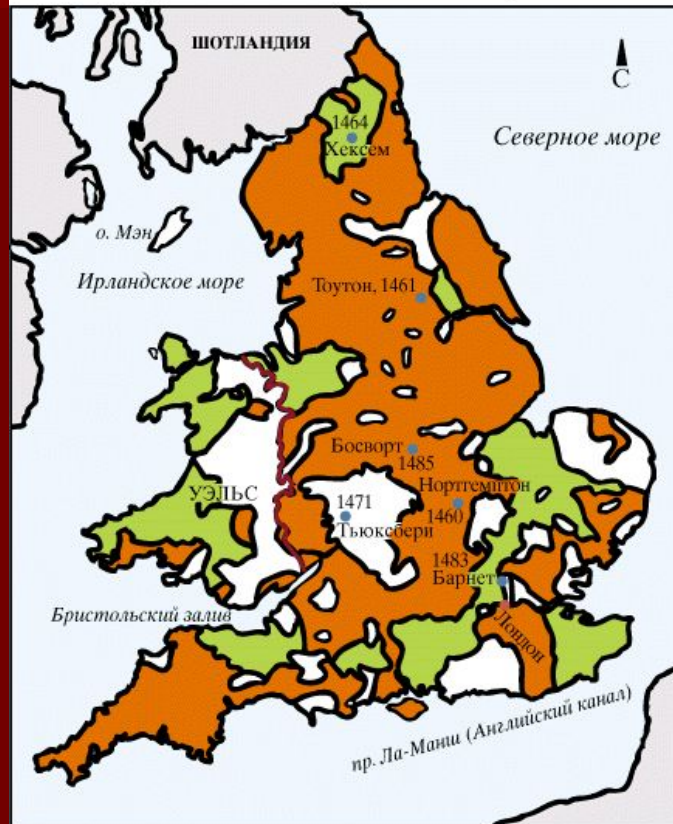 ШОТЛАНДИЯ
С
1464
Хексем
Северное море
о. Мэн
Ирландское море
Тоутон, 1461
Босворт
1485
Нортгемптон
УЭЛЬС
1471
1460
Тьюксбери
1483
Барнет
Бристольский залив
Лондон
пр. Ла-Манш (Английский канал)